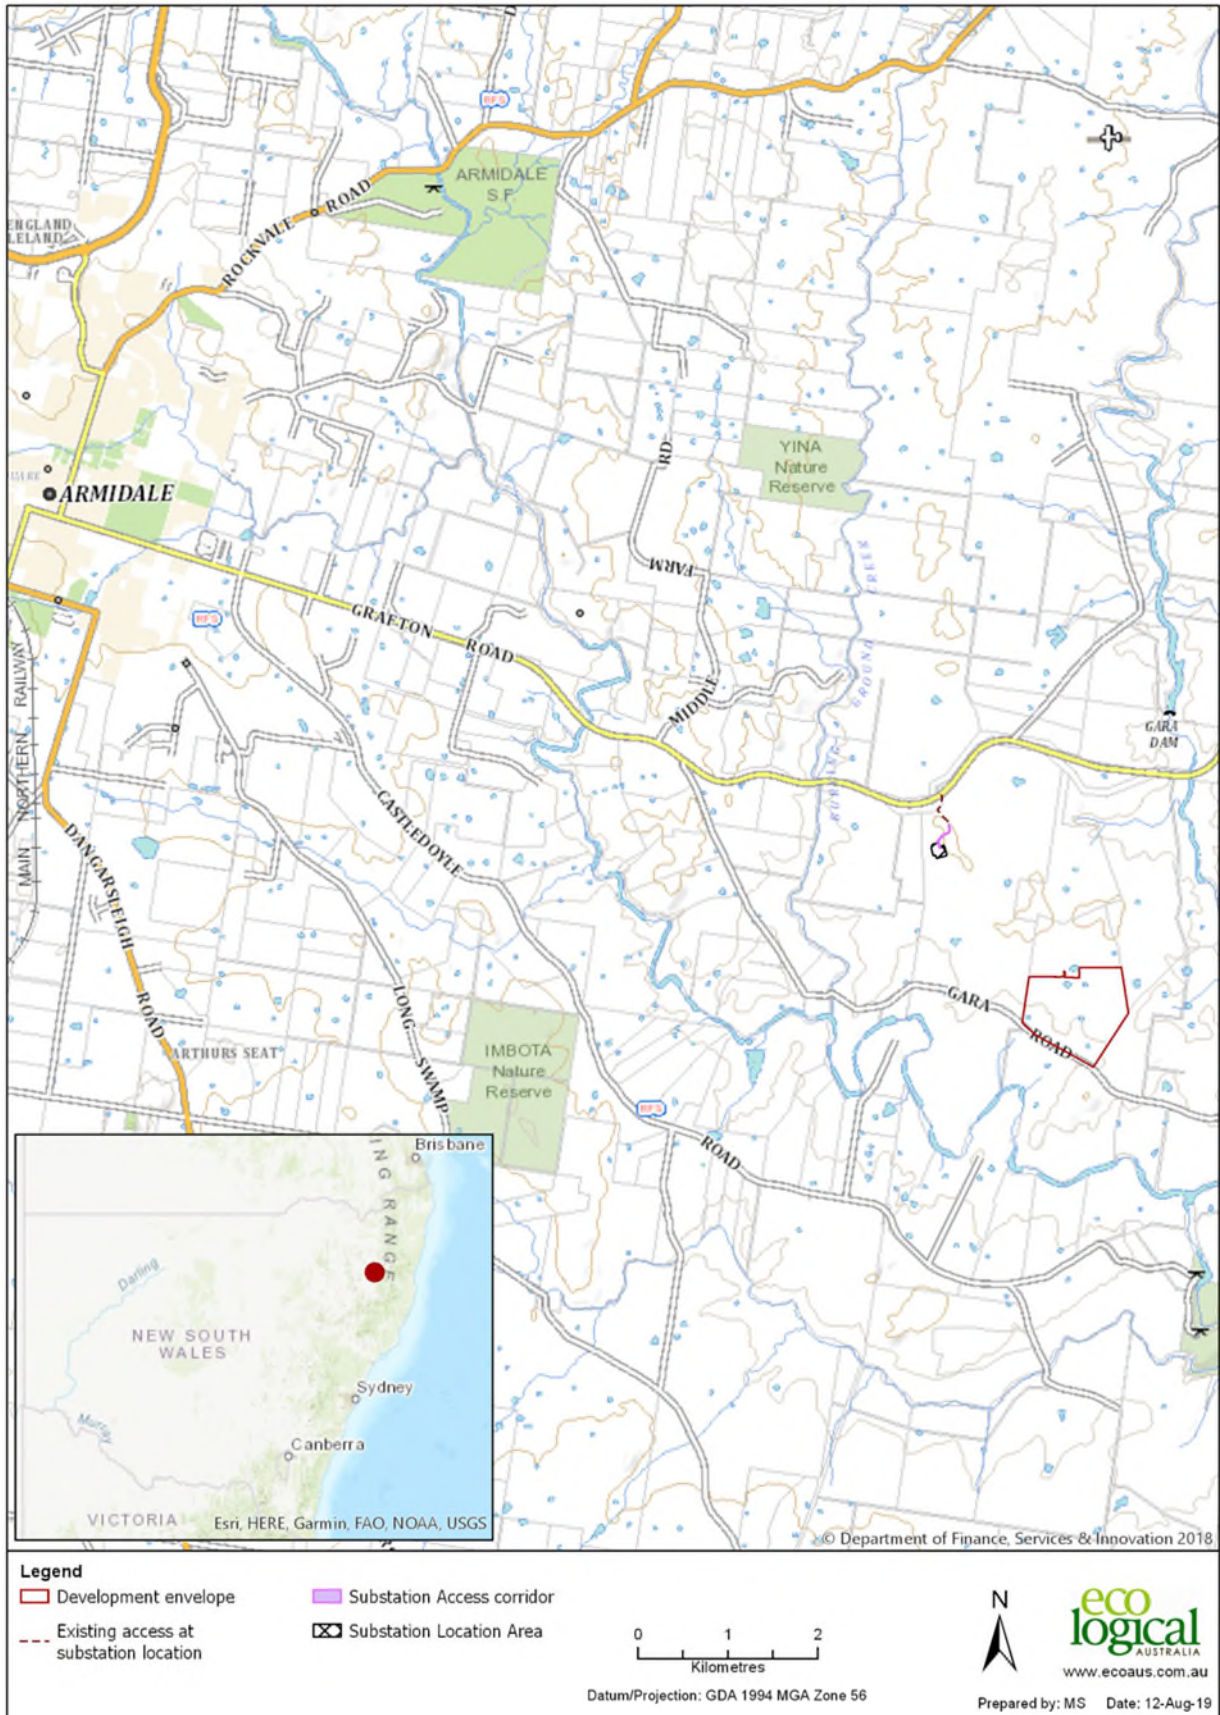 RFS
ARMIDALE
S.F
ROCKVALE ROAD
ENGLAND
LELAND
YINA
Nature
Reserve
RD
ARMIDALE
FARM
RFS
GRAFTON ROAD
MIDDLE
GROUND CREEK
MAIN NORTHERN RAILWAY
GARA
DAM
CASTLEDOYLE
DANGARSLEIGH
ROAD
LONG SWAMP
GARA
ROAD
ARTHURS SEAT
IMBOTA
Nature
Reserve
RFS
ROAD
ING RANGE
Brisbane
Darling
NEW SOUTH
WALES
Sydney
Murray
Canberra
VICTORIA
Esri, HERE, Garmin, FAO, NOAA, USGS
© Department of Finance, Services & Innovation 2018
Legend
Development envelope
Existing access at
substation location
Substation Access corridor
Substation Location Area
0 1 2
Kilometres
Datum/Projection: GDA 1994 MGA Zone 56
N
eco
logical
AUSTRALIA
www.ecoaus.com.au
Prepared by: MS Date: 12-Aug-19